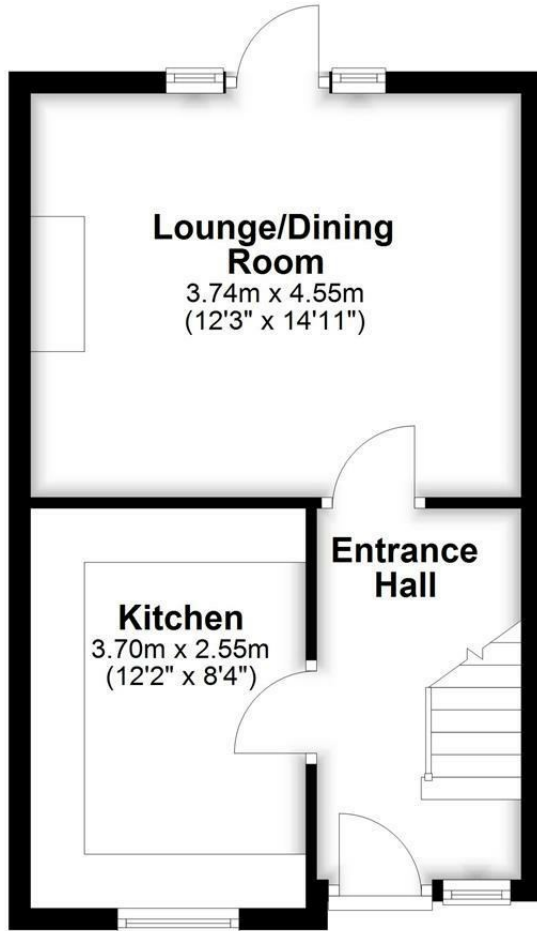 Lounge/Dining
Room
3.74m x 4.55m
(12'3" x 14'11")
Entrance
Hall
Kitchen
3.70m x 2.55m
(12'2" x 8'4")